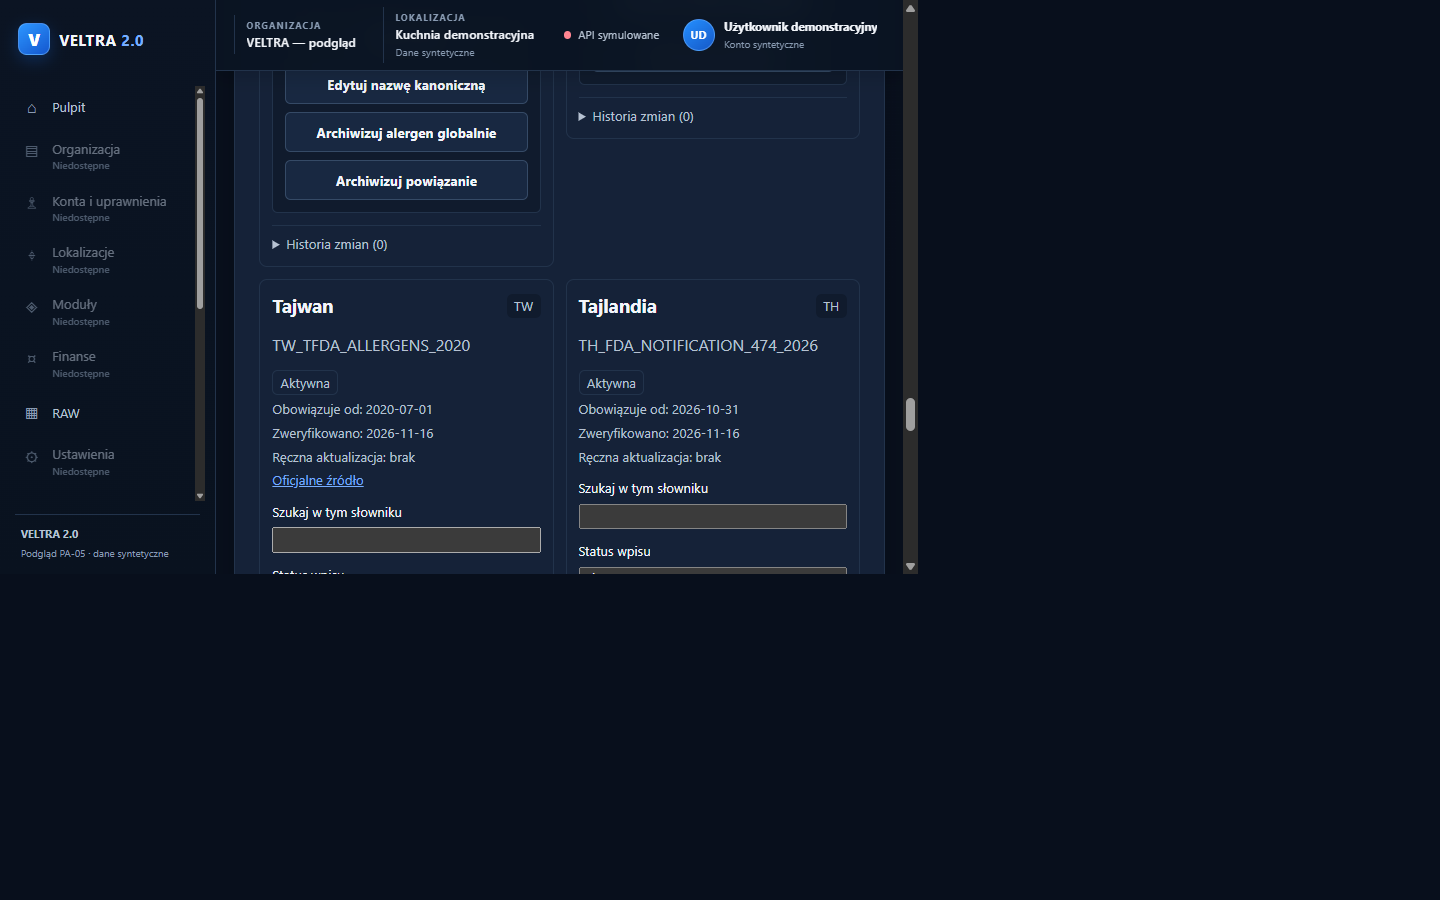 V VELTRA 2.0
Pulpit
Organizacja
Niedostępne
Konta i uprawnienia
Niedostępne
Lokalizacje
Niedostępne
Moduły
Niedostępne
Finanse
Niedostępne
RAW
Ustawienia
Niedostępne
VELTRA 2.0
Podgląd PA-05 · dane syntetyczne
ORGANIZACJA
VELTRA — podgląd
LOKALIZACJA
Kuchnia demonstracyjna
Dane syntetyczne
API symulowane
UD
Użytkownik demonstracyjny
Konto syntetyczne
Edytuj nazwę kanoniczną
Archiwizuj alergen globalnie
Archiwizuj powiązanie
Historia zmian (0)
Historia zmian (0)
Tajwan TW
TW_TFDA_ALLERGENS_2020
Aktywna
Obowiązuje od: 2020-07-01
Zweryfikowano: 2026-11-16
Ręczna aktualizacja: brak
Oficjalne źródło
Szukaj w tym słowniku
Tajlandia TH
TH_FDA_NOTIFICATION_474_2026
Aktywna
Obowiązuje od: 2026-10-31
Zweryfikowano: 2026-11-16
Ręczna aktualizacja: brak
Szukaj w tym słowniku
Status wpisu